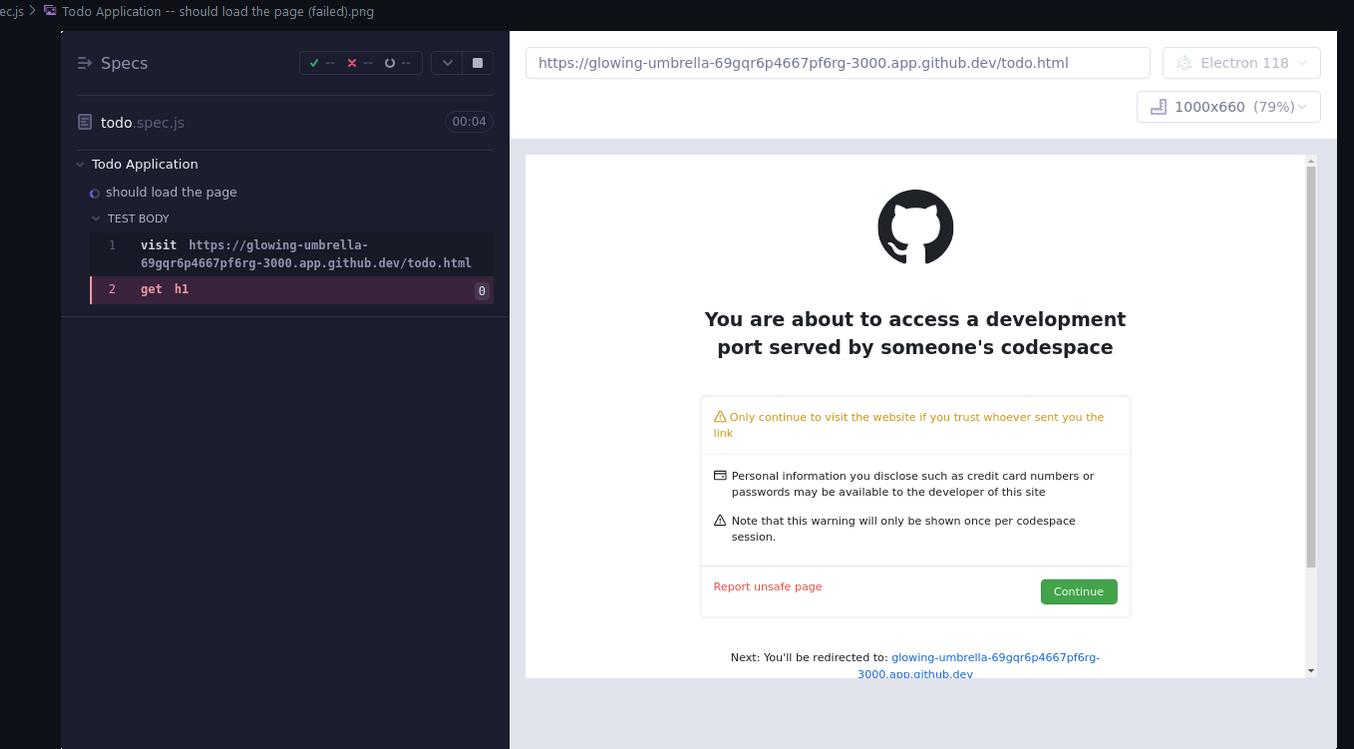 ec.js > Todo Application -- should load the page (failed).png
Specs
-- -- --
https://glowing-umbrella-69gqr6p4667pf6rg-3000.app.github.dev/todo.html
Electron 118
1000x660 (79%)
todo.spec.js
00:04
Todo Application
should load the page
TEST BODY
1 visit https://glowing-umbrella-
69gqr6p4667pf6rg-3000.app.github.dev/todo.html
2 get h1 0
You are about to access a development
port served by someone's codespace
Only continue to visit the website if you trust whoever sent you the
link
Personal information you disclose such as credit card numbers or
passwords may be available to the developer of this site
Note that this warning will only be shown once per codespace
session.
Report unsafe page
Continue
Next: You'll be redirected to: glowing-umbrella-69gqr6p4667pf6rg-
3000.app.github.dev